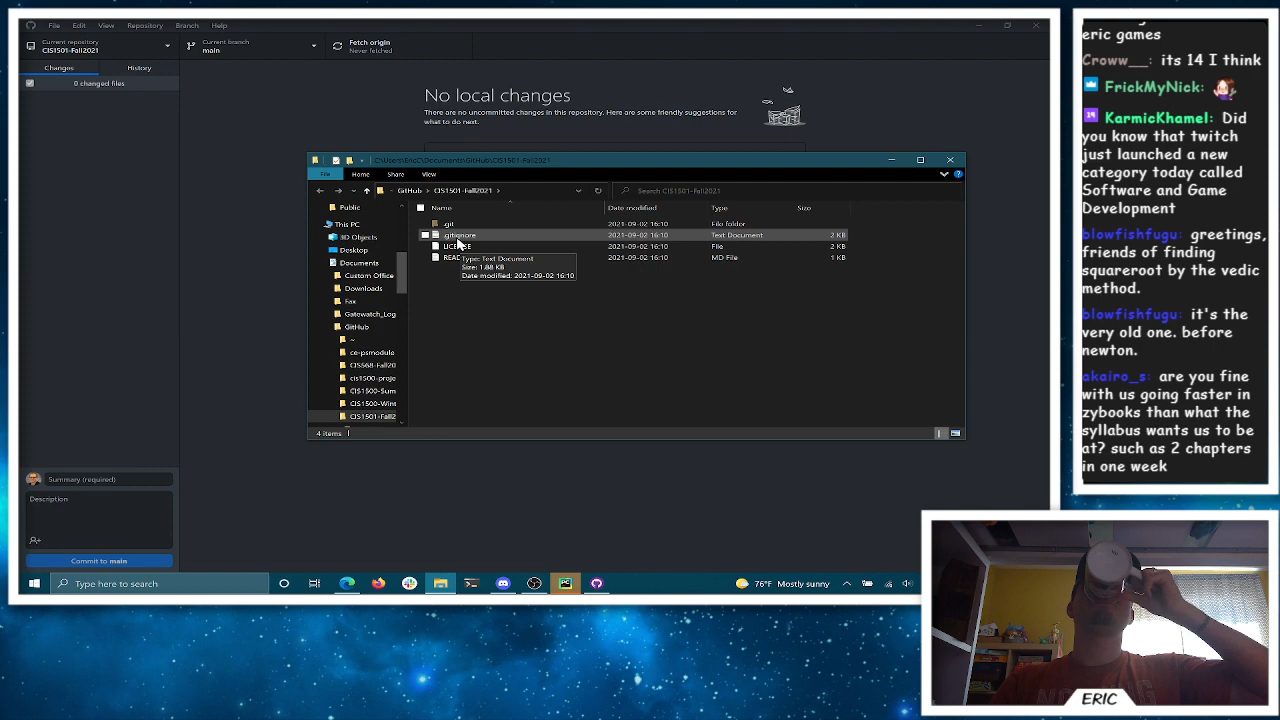 File Edit View Repository Branch Help
Current repository
CIS1501-Fall2021
Current branch
main
Fetch origin
Never fetched
Changes History
0 changed files
No local changes
There are no uncommitted changes in this repository. Here are some friendly suggestions for
what to do next.
C:\Users\EricC\Documents\GitHub\CIS1501-Fall2021
File Home Share View
GitHub > CIS1501-Fall2021 >
Search CIS1501-Fall2021
Name Date modified Type Size
.git 2021-09-02 16:10 File folder
.gitignore 2021-09-02 16:10 Text Document 2 KB
LICENSE 2021-09-02 16:10 File 2 KB
READ 2021-09-02 16:10 MD File 1 KB
Type: Text Document
Size: 1.88 KB
Date modified: 2021-09-02 16:10
Public
This PC
3D Objects
Desktop
Documents
Custom Office
Downloads
Fax
Gatewatch_Log
GitHub
~
ce-psmodule
CIS568-Fall20
cis1500-proje
CIS1500-Sum
CIS1500-Wint
CIS1501-Fall2
4 items
Summary (required)
Description
Commit to main
Type here to search
76°F Mostly sunny
eric games
Croww__: its 14 I think
FrickMyNick:
KarmicKhamel: Did
you know that twitch
just launched a new
category today called
Software and Game
Development
blowfishfugu: greetings,
friends of finding
squareroot by the vedic
method.
blowfishfugu: it's the
very old one. before
newton.
akairo_s: are you fine
with us going faster in
zybooks than what the
syllabus wants us to be
at? such as 2 chapters
in one week
ERIC